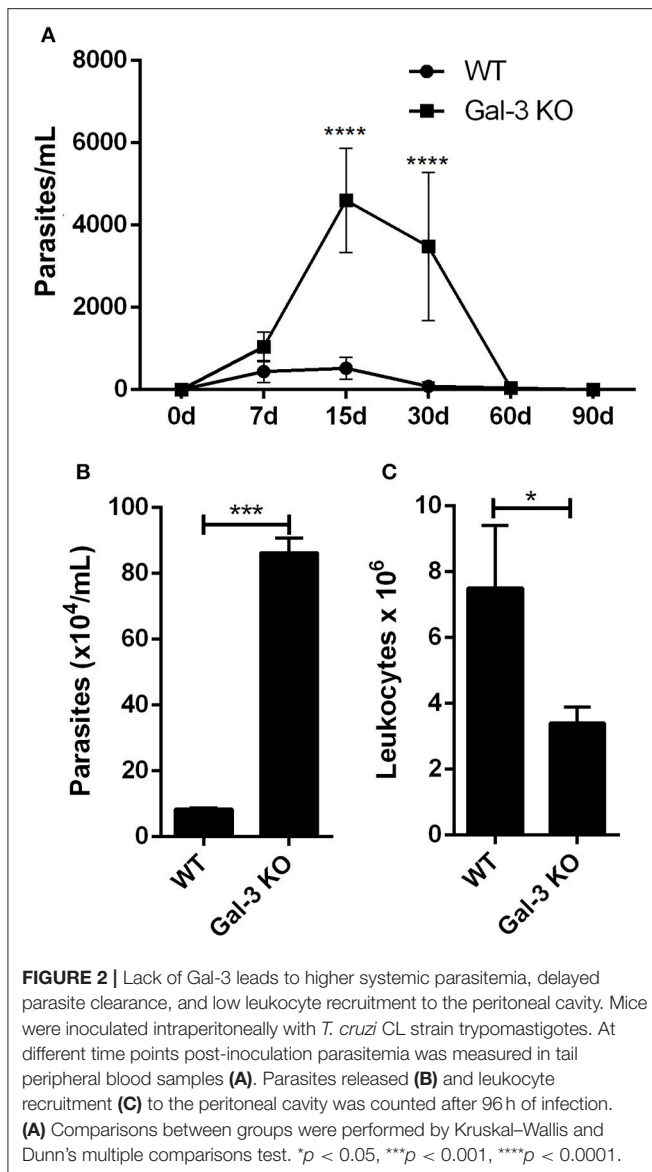 A
8000
6000
4000
2000
0
Parasites/mL
WT
Gal-3 KO
****
****
0d 7d 15d 30d 60d 90d
B
100
80
60
40
20
0
Parasites (x10⁴/mL)
***
WT
Gal-3 KO
C
10
8
6
4
2
0
Leukocytes x 10⁶
*
WT
Gal-3 KO
FIGURE 2 | Lack of Gal-3 leads to higher systemic parasitemia, delayed
parasite clearance, and low leukocyte recruitment to the peritoneal cavity. Mice
were inoculated intraperitoneally with T. cruzi CL strain trypomastigotes. At
different time points post-inoculation parasitemia was measured in tail
peripheral blood samples (A). Parasites released (B) and leukocyte
recruitment (C) to the peritoneal cavity was counted after 96 h of infection.
(A) Comparisons between groups were performed by Kruskal–Wallis and
Dunn's multiple comparisons test. *p < 0.05, ***p < 0.001, ****p < 0.0001.